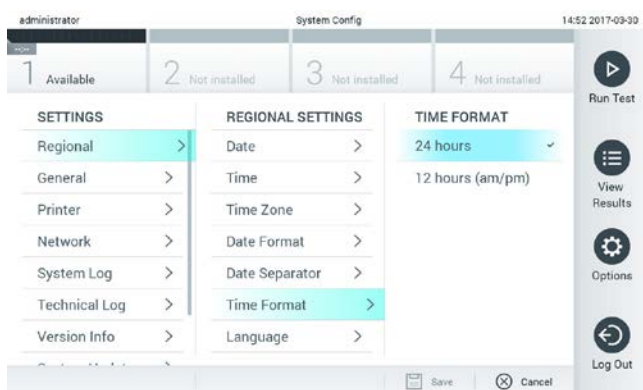 administrator System Config 14:52 2017-03-30
1 Available 2 Not installed 3 Not installed 4 Not installed
Run Test
SETTINGS REGIONAL SETTINGS TIME FORMAT
Regional > Date > 24 hours
General > Time > 12 hours (am/pm)
View
Results
Printer > Time Zone >
Network > Date Format >
System Log > Date Separator >
Options
Technical Log > Time Format >
Version Info > Language >
Save Cancel
Log Out